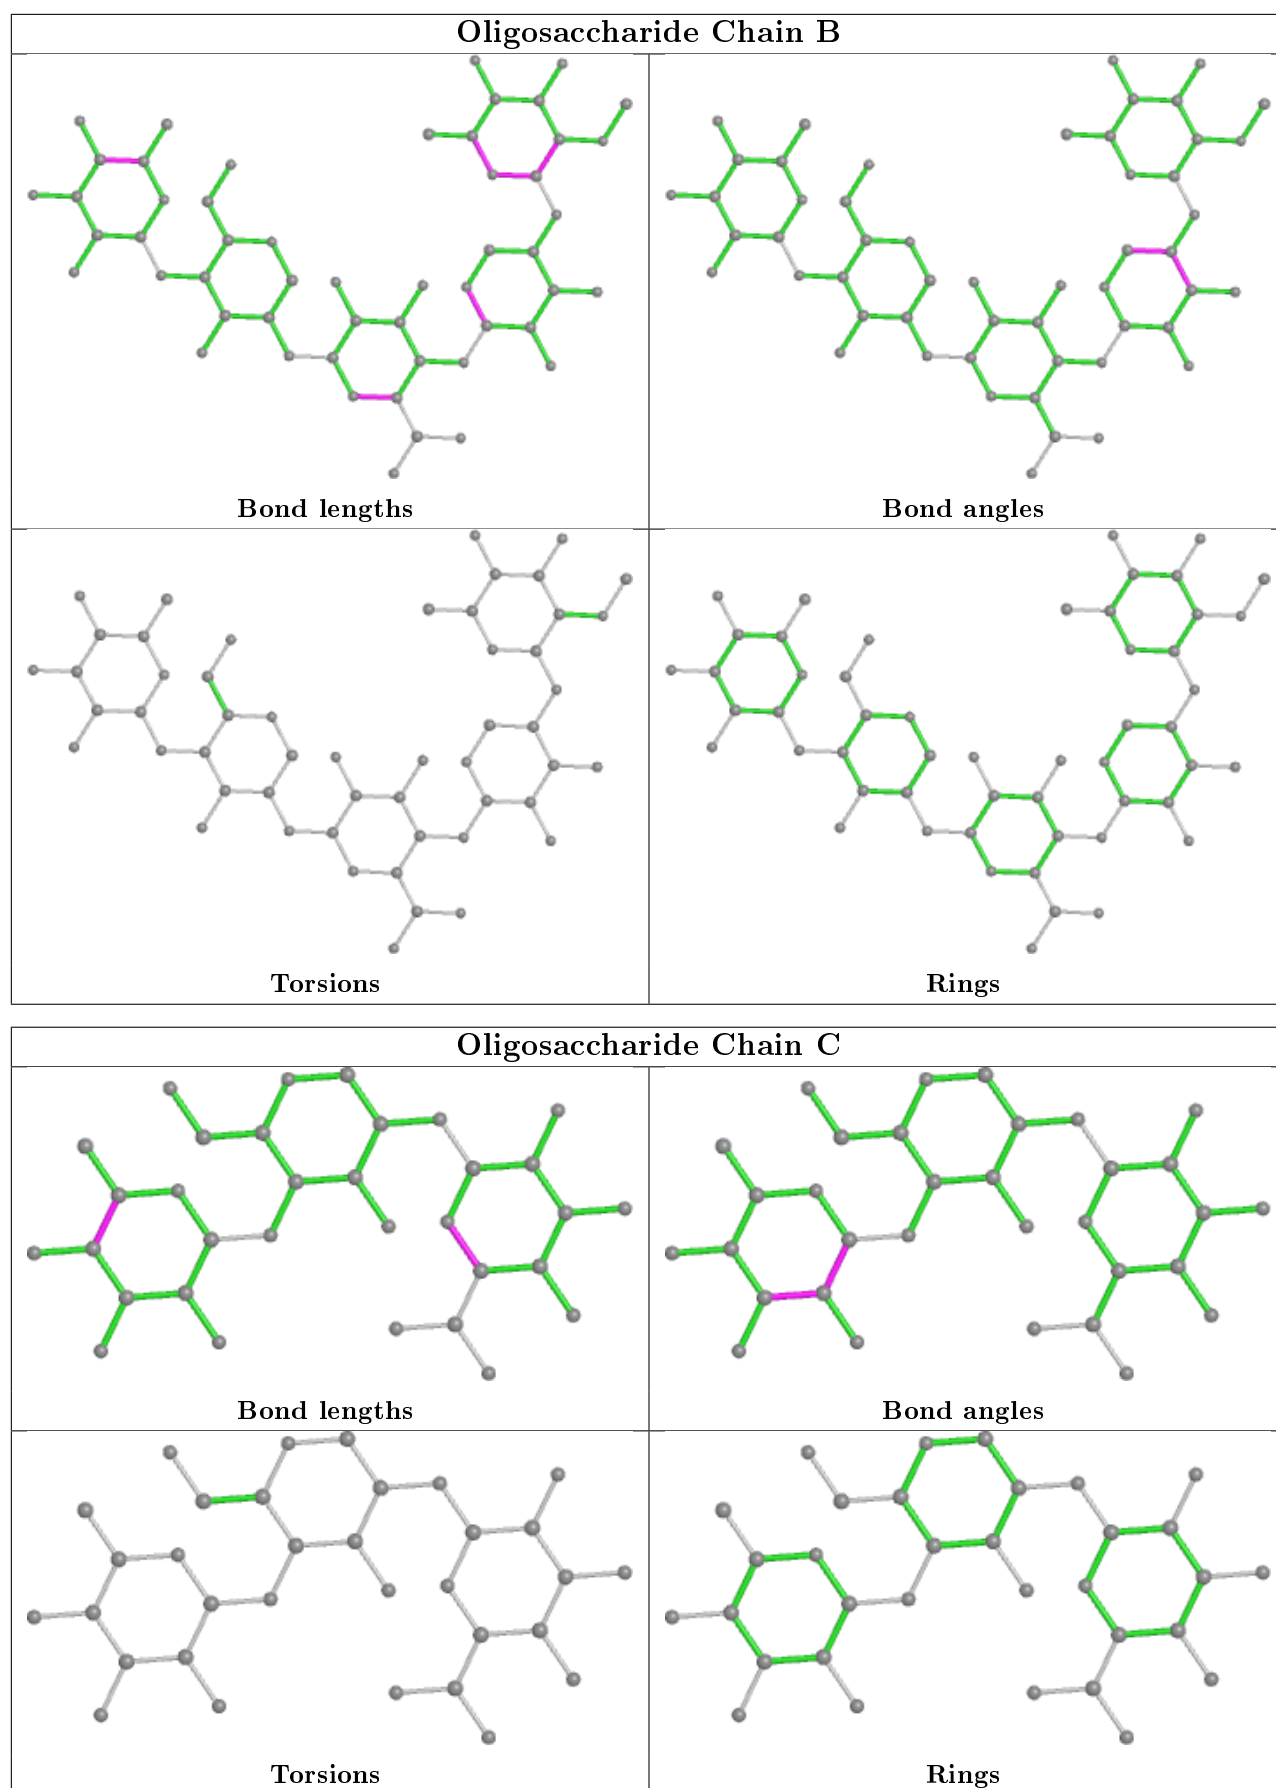 Oligosaccharide Chain B
Bond lengths
Bond angles
Torsions
Rings
Oligosaccharide Chain C
Bond lengths
Bond angles
Torsions
Rings